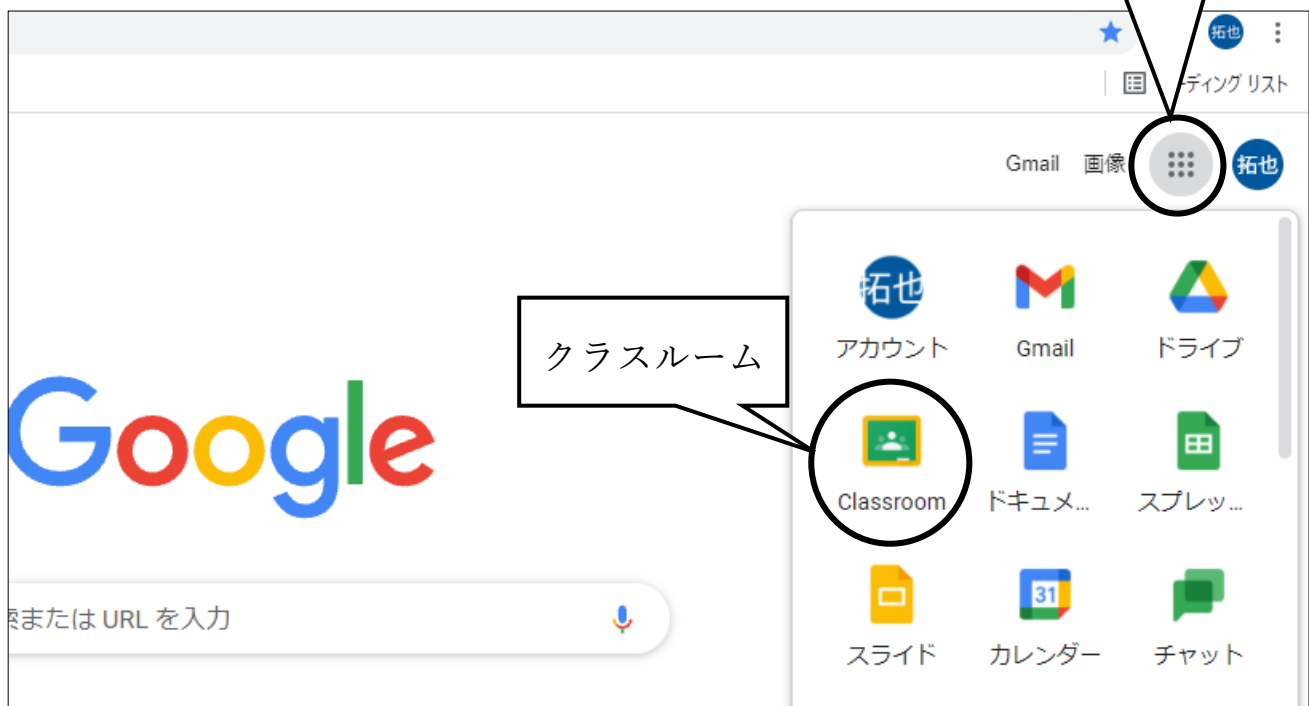 拓也
ディング リスト
Gmail 画像
拓也
拓也
アカウント Gmail ドライブ
クラスルーム
Google
Classroom ドキュメ... スプレッ...
または URL を入力
31
スライド カレンダー チャット